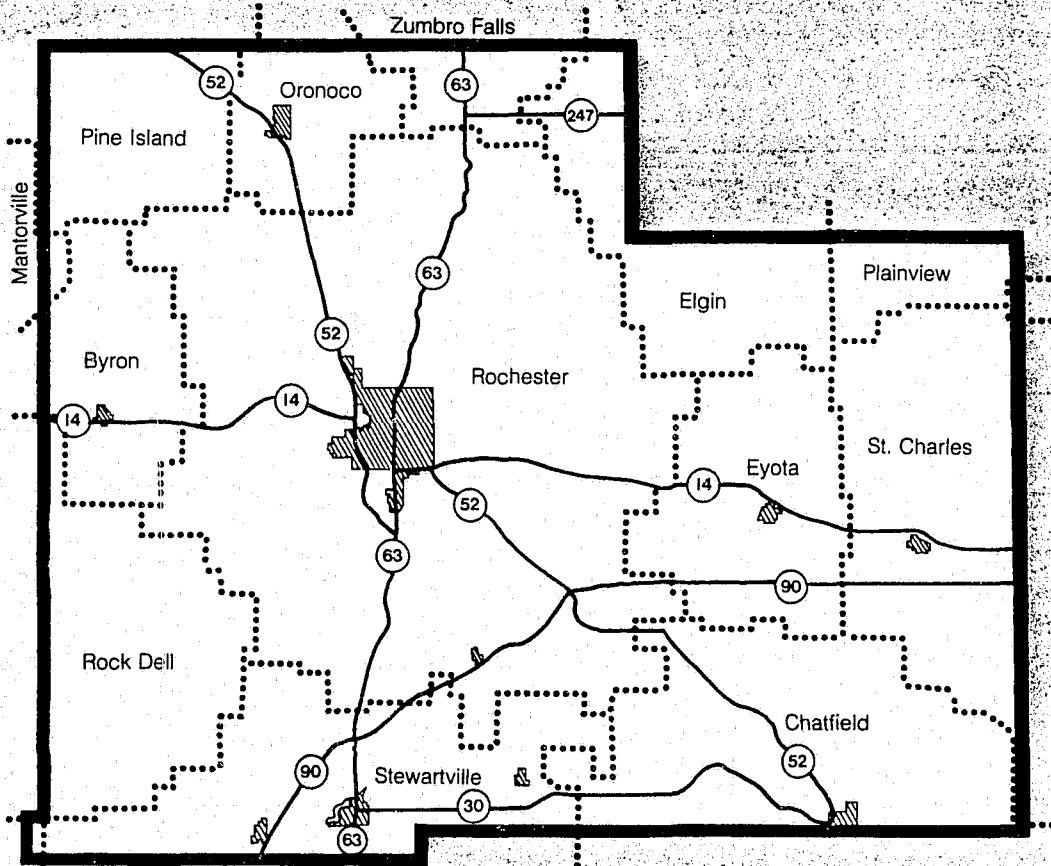 Zumbro Falls
52
Oronoco
63
247
Pine Island
Mantorville
63
Plainview
Elgin
52
Byron
Rochester
14
14
St. Charles
Eyota
14
52
63
90
Rock Dell
Chatfield
52
90
Stewartville
30
63